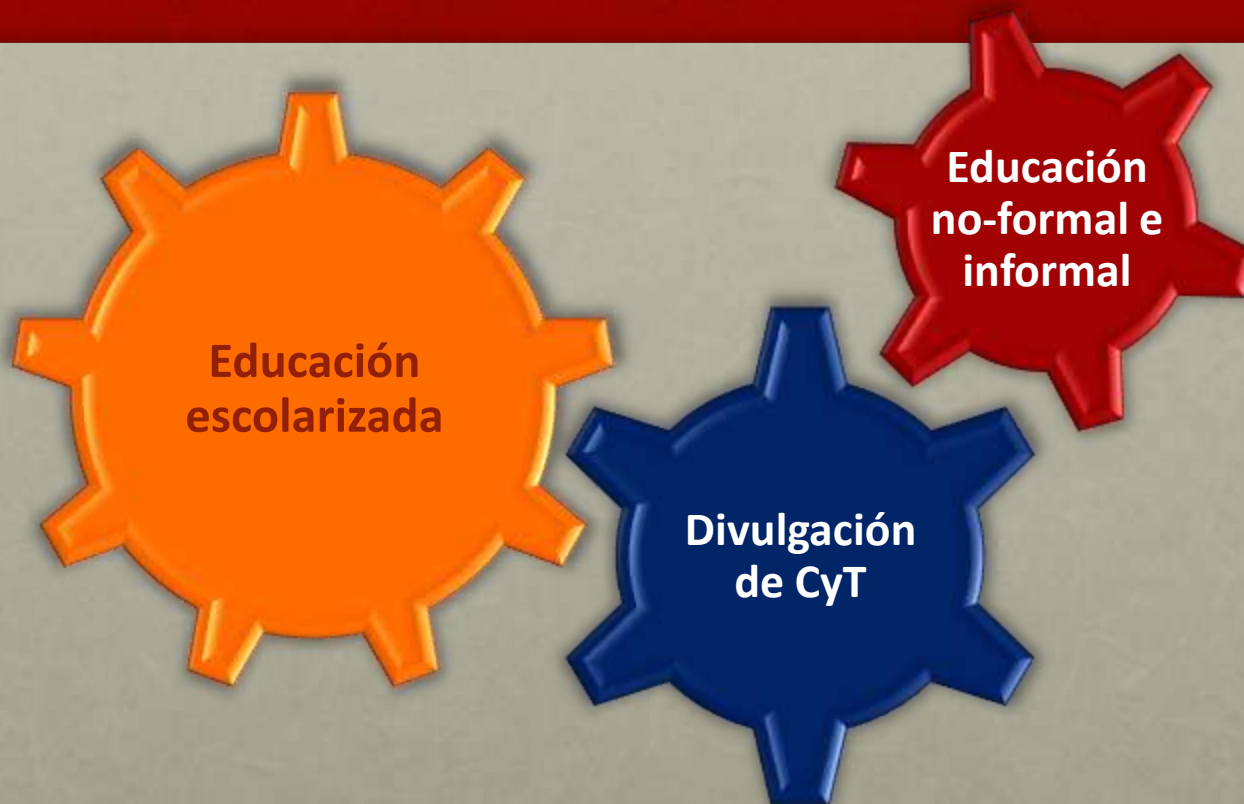 Educación
escolarizada
Educación
no-formal e
informal
Divulgación
de CyT